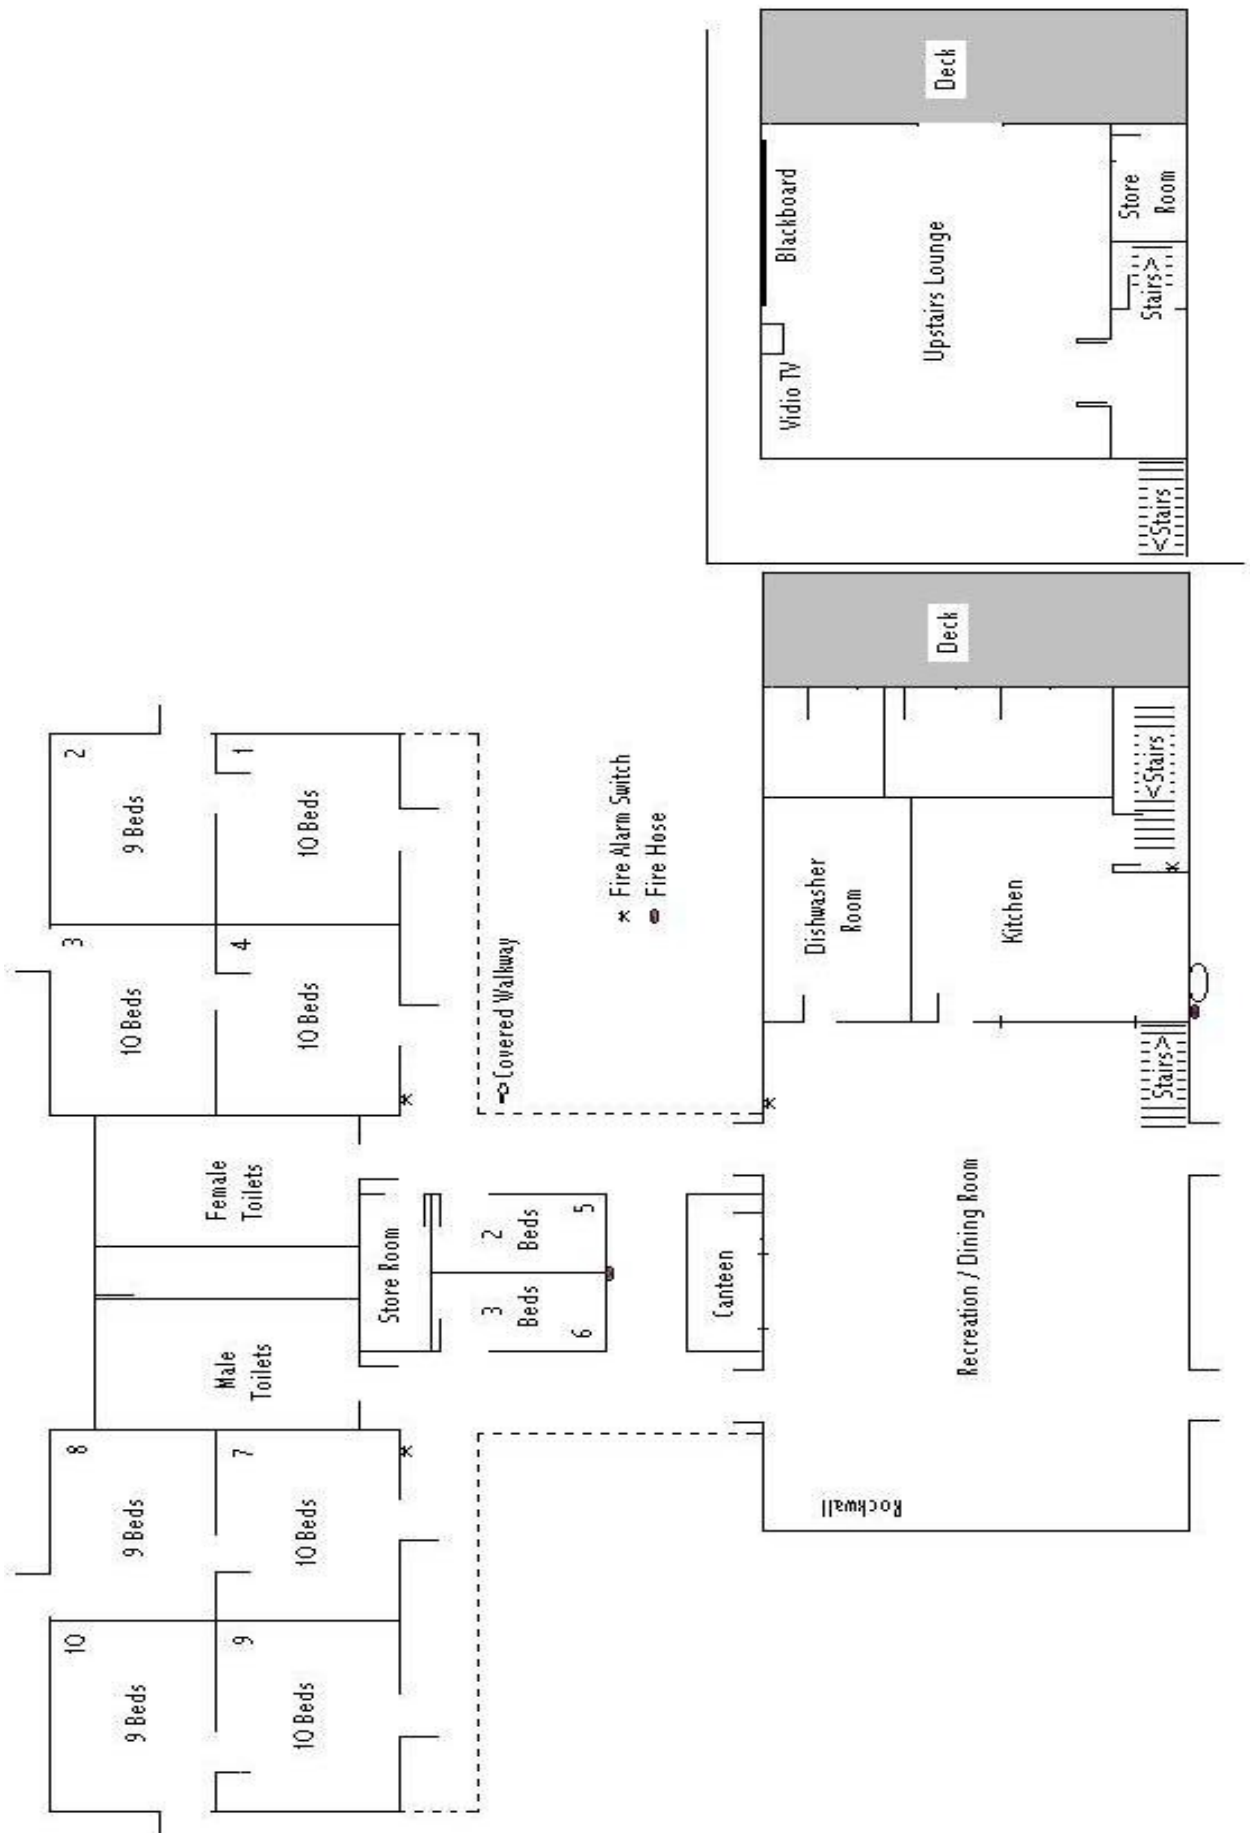 10
8
3
2
9 Beds
9 Beds
10 Beds
9 Beds
Male
Toilets
Female
Toilets
9
7
4
1
10 Beds
10 Beds
10 Beds
10 Beds
Store Room
3
Beds
2
Beds
6
5
Covered Walkway
Fire Alarm Switch
Fire Hose
Canteen
Rockwall
Recreation / Dining Room
Dishwasher
Room
Kitchen
Deck
Stairs>
<Stairs
Vidio TV
Blackboard
Upstairs Lounge
Deck
Store
Room
<Stairs
Stairs>